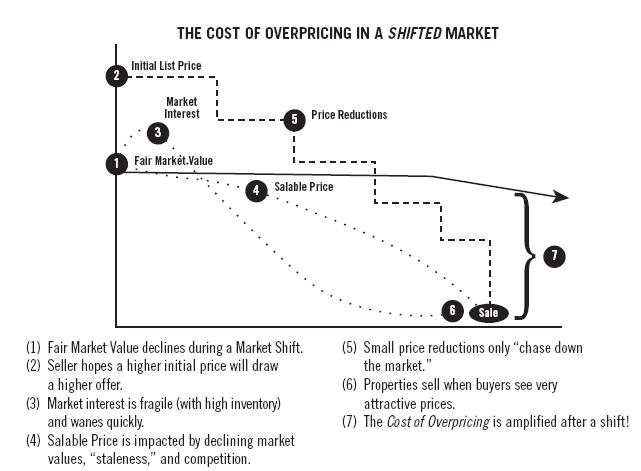 THE COST OF OVERPRICING IN A SHIFTED MARKET
2 Initial List Price
Market
Interest
3
5 Price Reductions
1 Fair Market Value
4 Salable Price
7
6 Sale
(1) Fair Market Value declines during a Market Shift.
(2) Seller hopes a higher initial price will draw
a higher offer.
(3) Market interest is fragile (with high inventory)
and wanes quickly.
(4) Salable Price is impacted by declining market
values, “staleness,” and competition.
(5) Small price reductions only “chase down
the market.”
(6) Properties sell when buyers see very
attractive prices.
(7) The Cost of Overpricing is amplified after a shift!